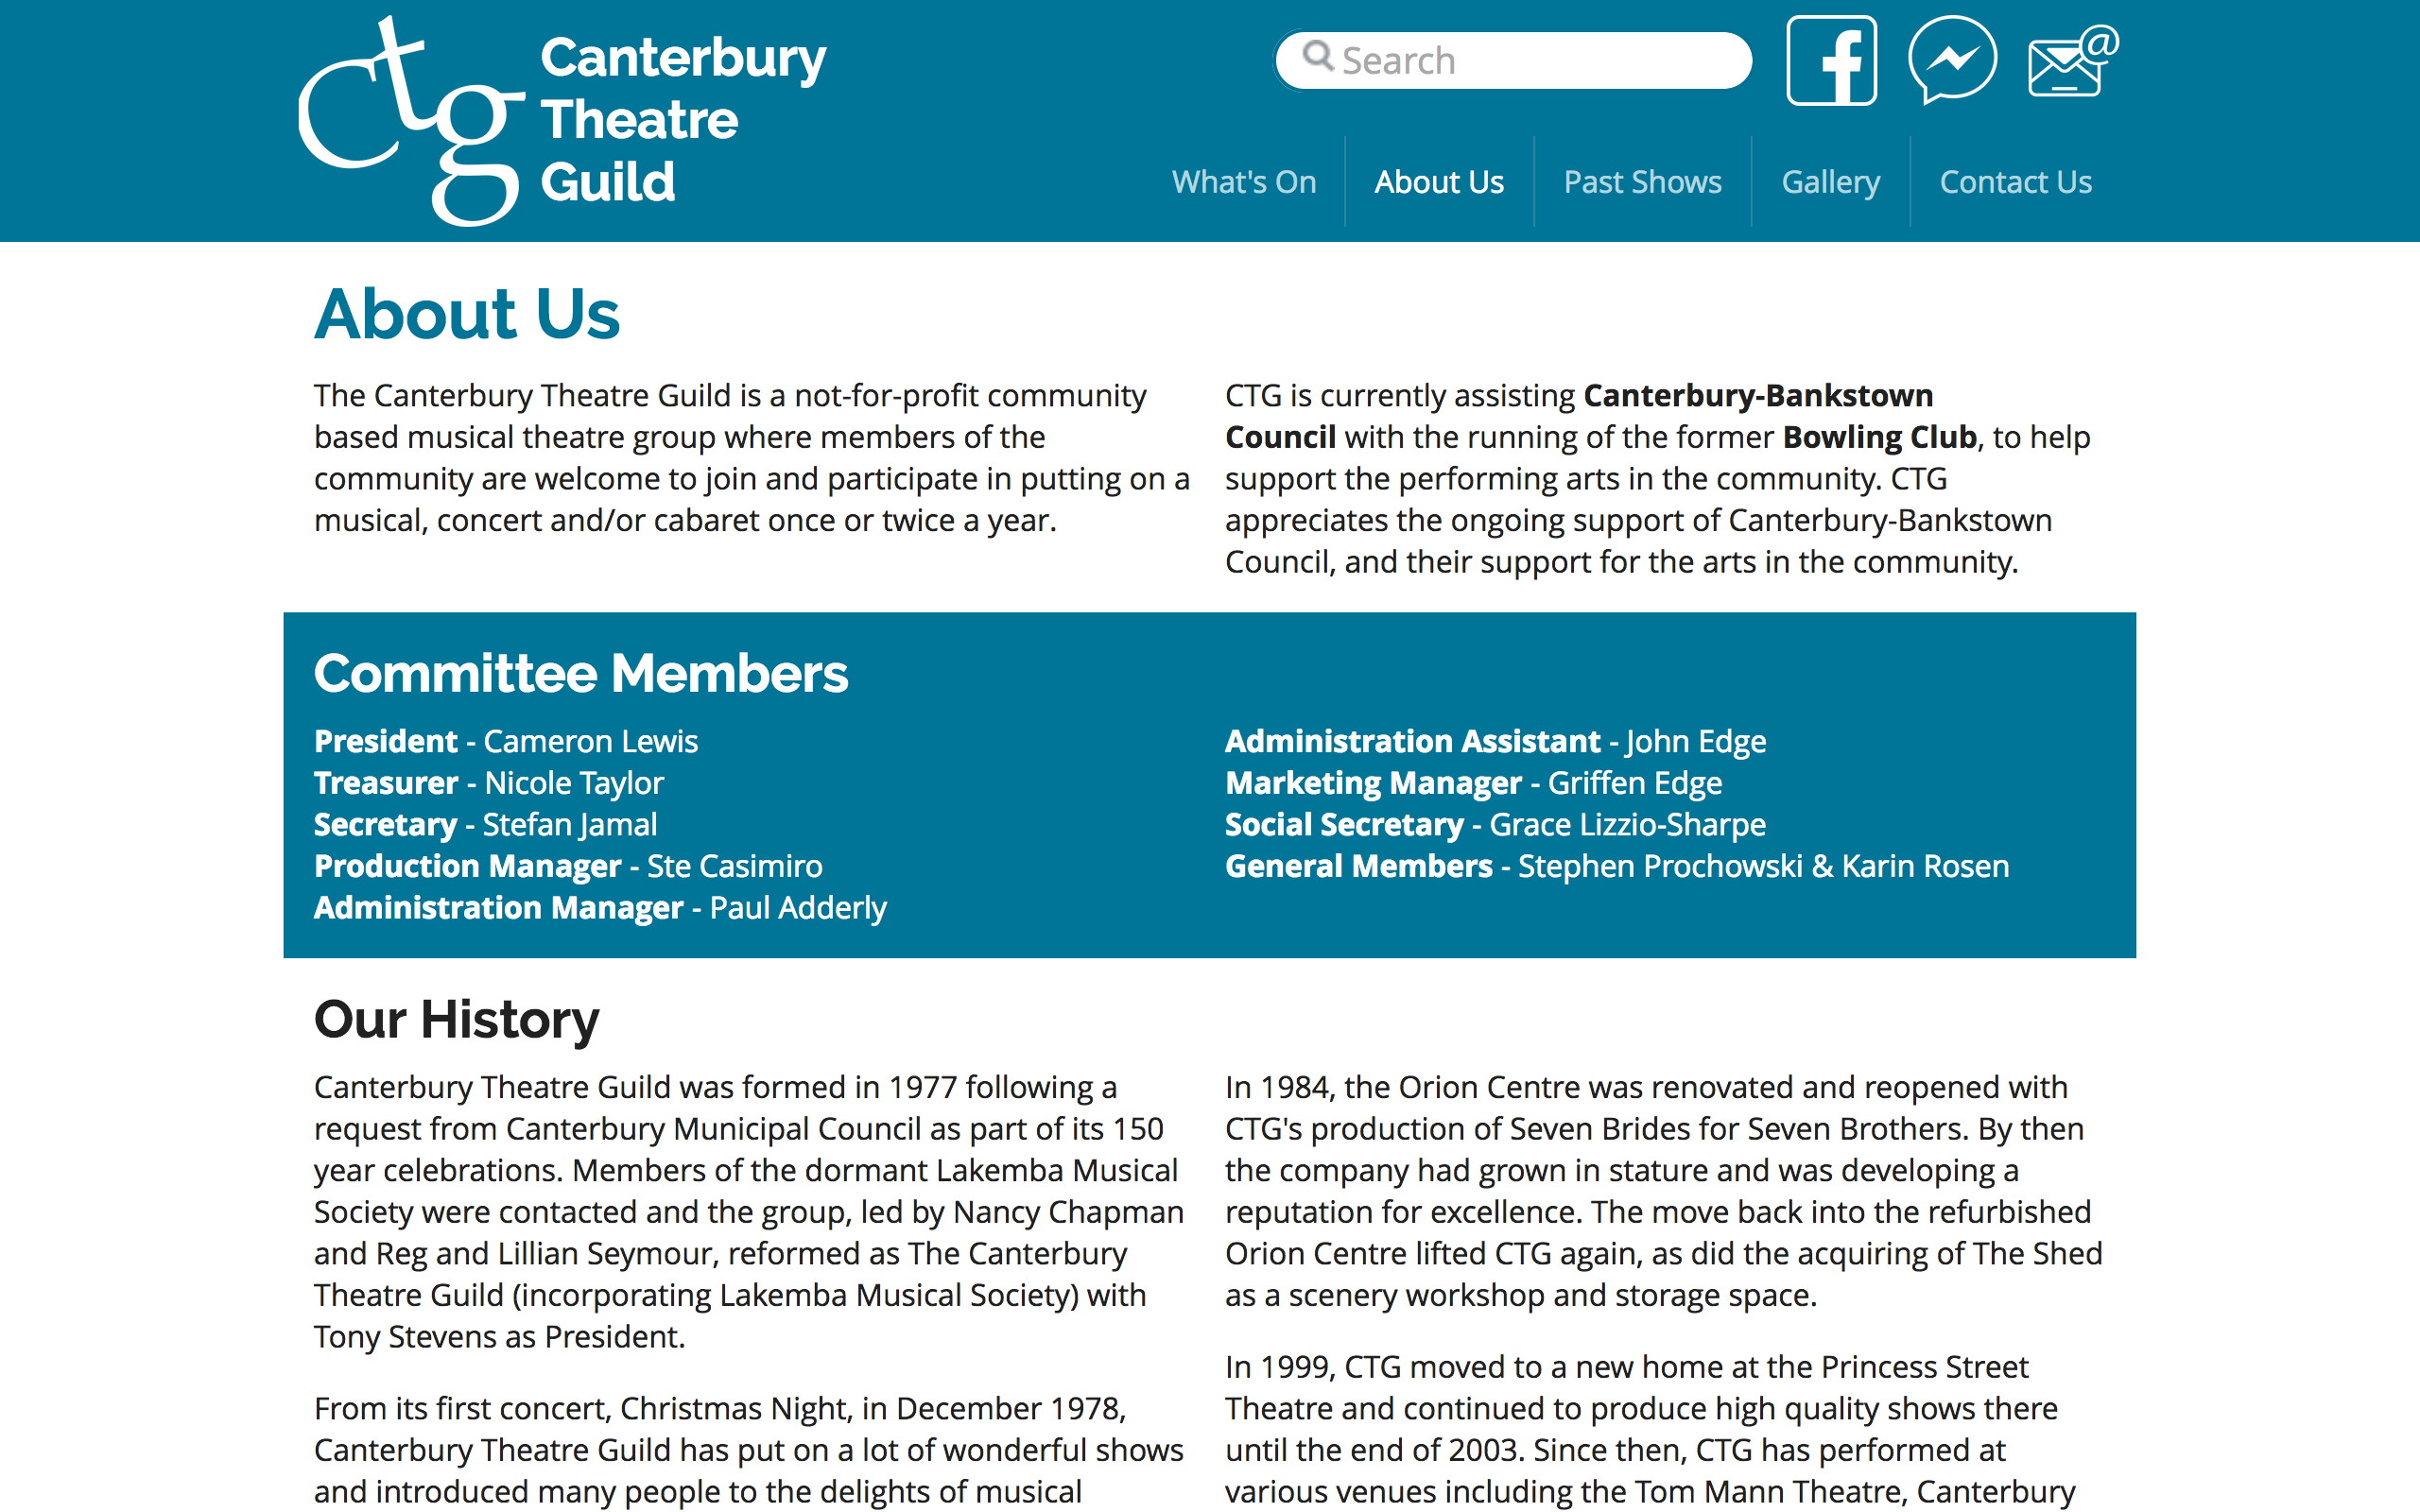 ctg
Canterbury
Theatre
Guild
Search
f
@
What's On
About Us
Past Shows
Gallery
Contact Us
About Us
The Canterbury Theatre Guild is a not-for-profit community
based musical theatre group where members of the
community are welcome to join and participate in putting on a
musical, concert and/or cabaret once or twice a year.
CTG is currently assisting Canterbury-Bankstown
Council with the running of the former Bowling Club, to help
support the performing arts in the community. CTG
appreciates the ongoing support of Canterbury-Bankstown
Council, and their support for the arts in the community.
Committee Members
President - Cameron Lewis
Treasurer - Nicole Taylor
Secretary - Stefan Jamal
Production Manager - Ste Casimiro
Administration Manager - Paul Adderly
Administration Assistant - John Edge
Marketing Manager - Griffen Edge
Social Secretary - Grace Lizzio-Sharpe
General Members - Stephen Prochowski & Karin Rosen
Our History
Canterbury Theatre Guild was formed in 1977 following a
request from Canterbury Municipal Council as part of its 150
year celebrations. Members of the dormant Lakemba Musical
Society were contacted and the group, led by Nancy Chapman
and Reg and Lillian Seymour, reformed as The Canterbury
Theatre Guild (incorporating Lakemba Musical Society) with
Tony Stevens as President.
From its first concert, Christmas Night, in December 1978,
Canterbury Theatre Guild has put on a lot of wonderful shows
and introduced many people to the delights of musical
In 1984, the Orion Centre was renovated and reopened with
CTG's production of Seven Brides for Seven Brothers. By then
the company had grown in stature and was developing a
reputation for excellence. The move back into the refurbished
Orion Centre lifted CTG again, as did the acquiring of The Shed
as a scenery workshop and storage space.
In 1999, CTG moved to a new home at the Princess Street
Theatre and continued to produce high quality shows there
until the end of 2003. Since then, CTG has performed at
various venues including the Tom Mann Theatre, Canterbury